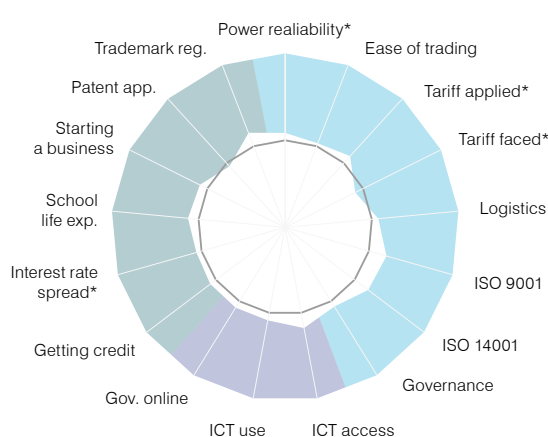 Power realiability*
Ease of trading
Tariff applied*
Tariff faced*
Logistics
ISO 9001
ISO 14001
Governance
ICT access
ICT use
Gov. online
Getting credit
Interest rate
spread*
School
life exp.
Starting
a business
Patent app.
Trademark reg.